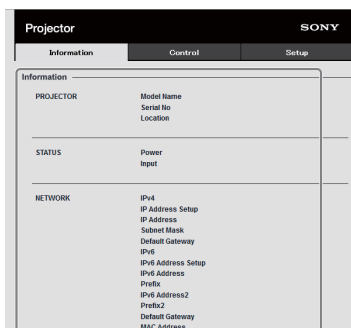 Projector SONY
Information Control Setup
Information
PROJECTOR Model Name
Serial No
Location
STATUS Power
Input
NETWORK IPv4
IP Address Setup
IP Address
Subnet Mask
Default Gateway
IPv6
IPv6 Address Setup
IPv6 Address
Prefix
IPv6 Address2
Prefix2
Default Gateway
MAC Address